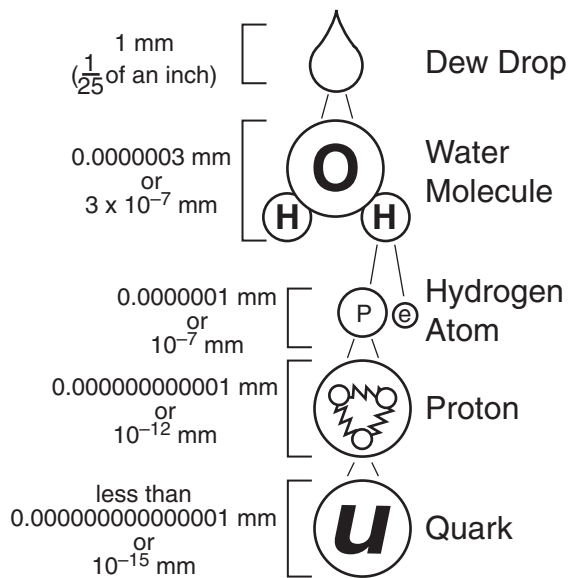 1 mm
(1/25 of an inch)
Dew Drop
0.0000003 mm
or
3 x 10⁻⁷ mm
O
H
H
Water
Molecule
0.0000001 mm
or
10⁻⁷ mm
P
e
Hydrogen
Atom
0.000000000001 mm
or
10⁻¹² mm
Proton
less than
0.000000000000001 mm
or
10⁻¹⁵ mm
u
Quark